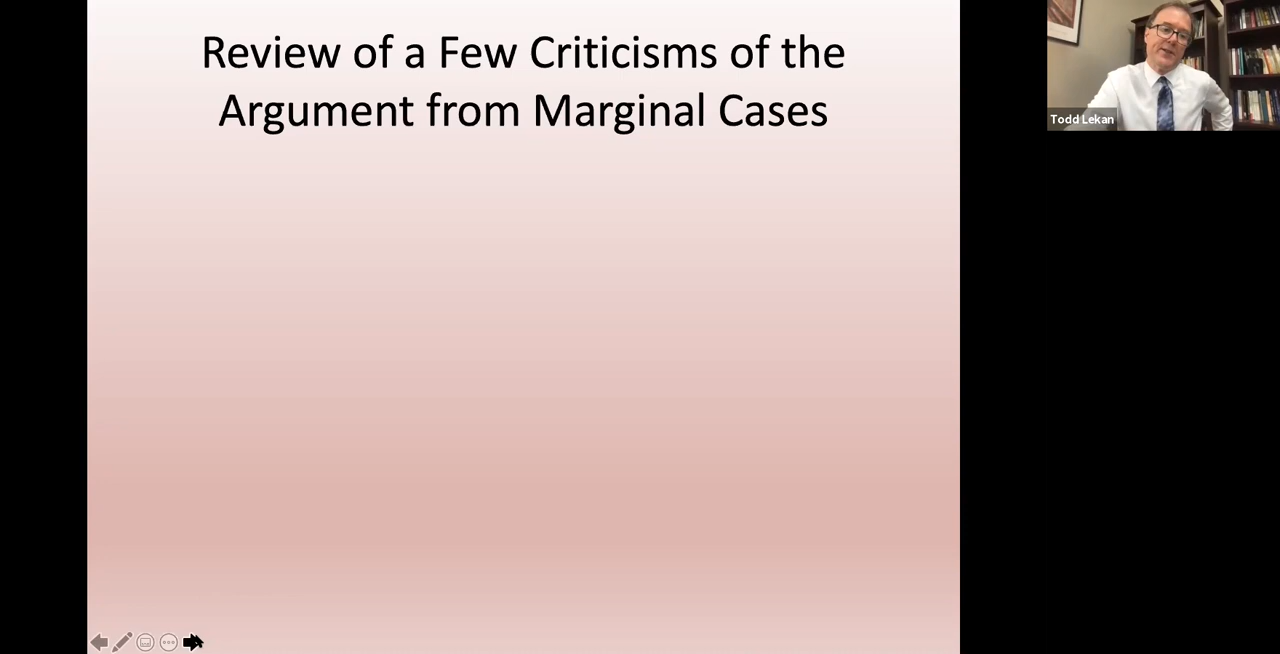 Review of a Few Criticisms of the
Argument from Marginal Cases
Todd Lekan